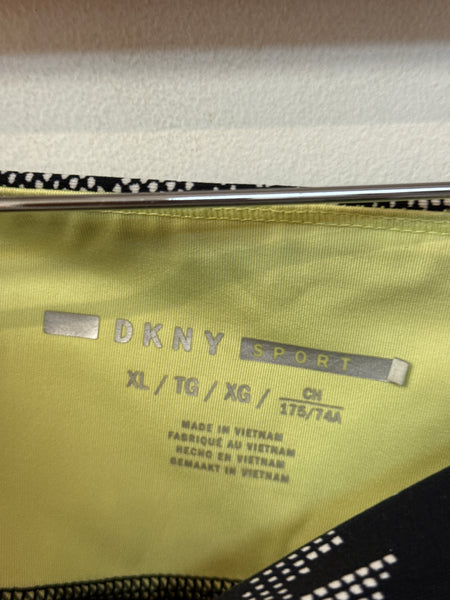 DKNY SPORT
XL / TG / XG / CH 175/74A
MADE IN VIETNAM
FABRIQUÉ AU VIETNAM
HECHO EN VIETNAM
GEMAAKT IN VIETNAM